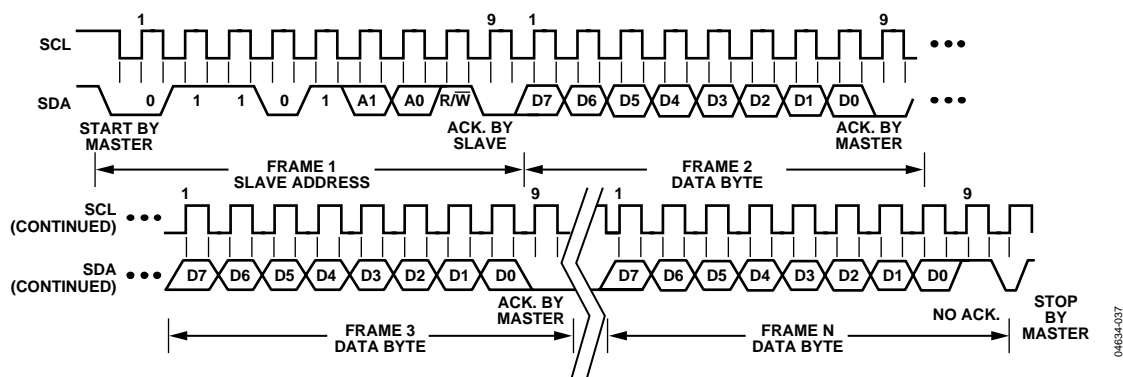 1 9 1 9
SCL •••
SDA 0 1 1 0 1 A1 A0 R/W̅ D7 D6 D5 D4 D3 D2 D1 D0 •••
START BY
MASTER
ACK. BY
SLAVE
ACK. BY
MASTER
FRAME 1
SLAVE ADDRESS
FRAME 2
DATA BYTE
1 9 1 9
SCL
(CONTINUED) •••
SDA
(CONTINUED) ••• D7 D6 D5 D4 D3 D2 D1 D0 D7 D6 D5 D4 D3 D2 D1 D0
ACK. BY
MASTER
NO ACK.
STOP
BY
MASTER
FRAME 3
DATA BYTE
FRAME N
DATA BYTE
04634-037